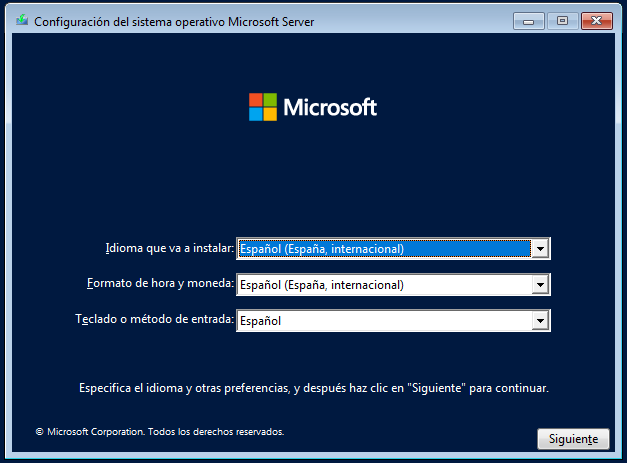 Configuración del sistema operativo Microsoft Server
Microsoft
Idioma que va a instalar: Español (España, internacional)
Formato de hora y moneda: Español (España, internacional)
Teclado o método de entrada: Español
Especifica el idioma y otras preferencias, y después haz clic en "Siguiente" para continuar.
© Microsoft Corporation. Todos los derechos reservados.
Siguiente